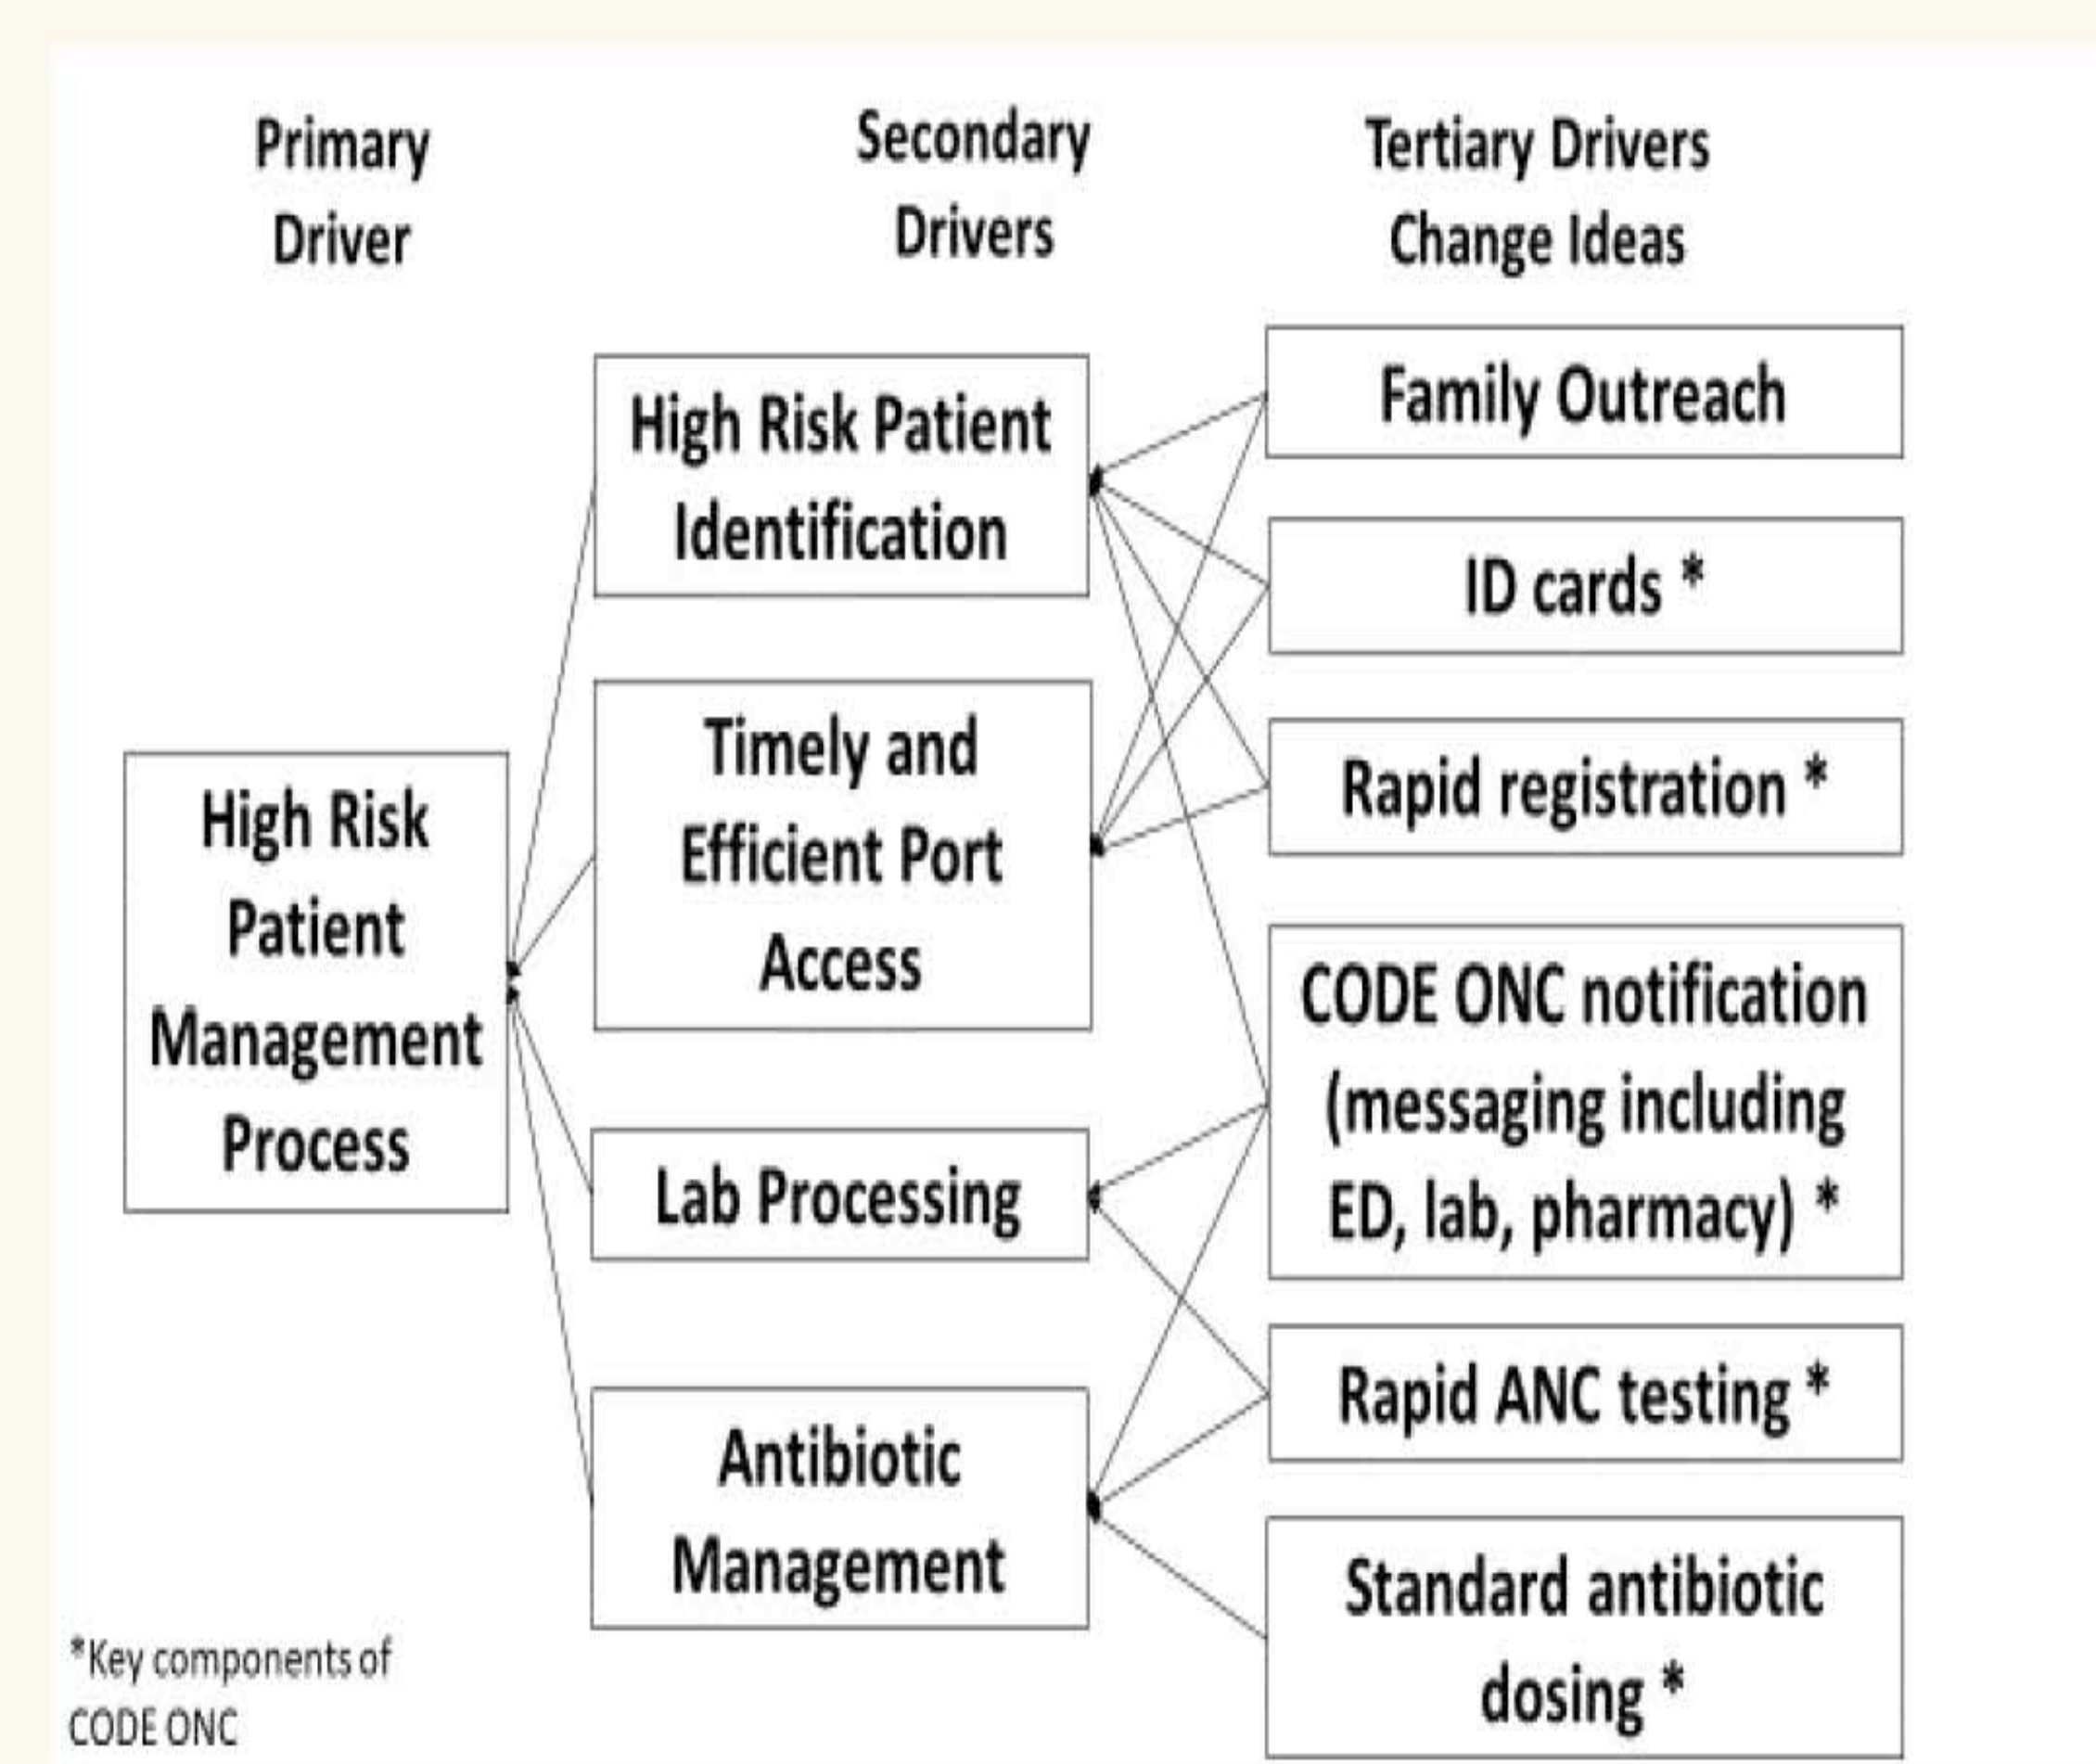 Primary
Driver
Secondary
Drivers
Tertiary Drivers
Change Ideas
High Risk
Patient
Management
Process
High Risk Patient
Identification
Timely and
Efficient Port
Access
Lab Processing
Antibiotic
Management
Family Outreach
ID cards *
Rapid registration *
CODE ONC notification
(messaging including
ED, lab, pharmacy) *
Rapid ANC testing *
Standard antibiotic
dosing *
*Key components of
CODE ONC